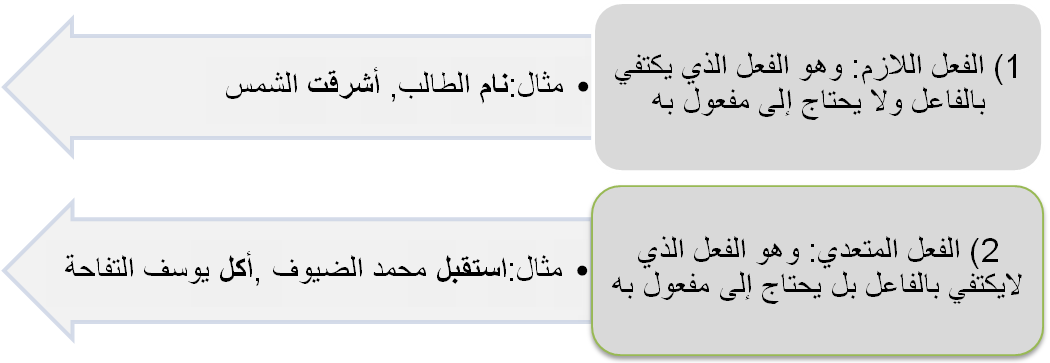 1) الفعل اللازم: وهو الفعل الذي يكتفي
بالفاعل ولا يحتاج إلى مفعول به
• مثال:نام الطالب, أشرقت الشمس
2) الفعل المتعدي: وهو الفعل الذي
لايكتفي بالفاعل بل يحتاج إلى مفعول به
• مثال:استقبل محمد الضيوف ,أكل يوسف التفاحة